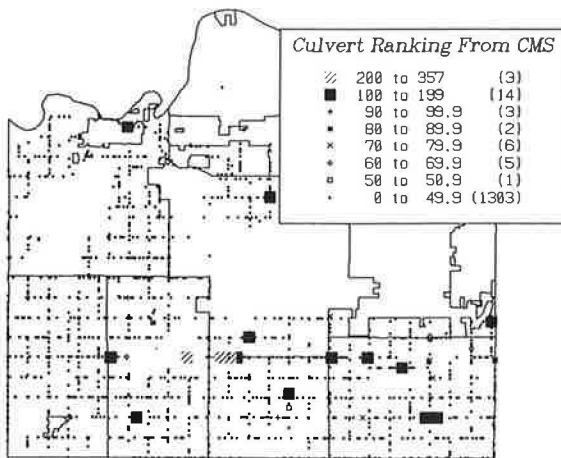 Culvert Ranking From CMS
200 to 357 (3)
100 to 199 (14)
90 to 99.9 (3)
80 to 89.9 (2)
70 to 79.9 (6)
60 to 69.9 (5)
50 to 50.9 (1)
0 to 49.9 (1303)